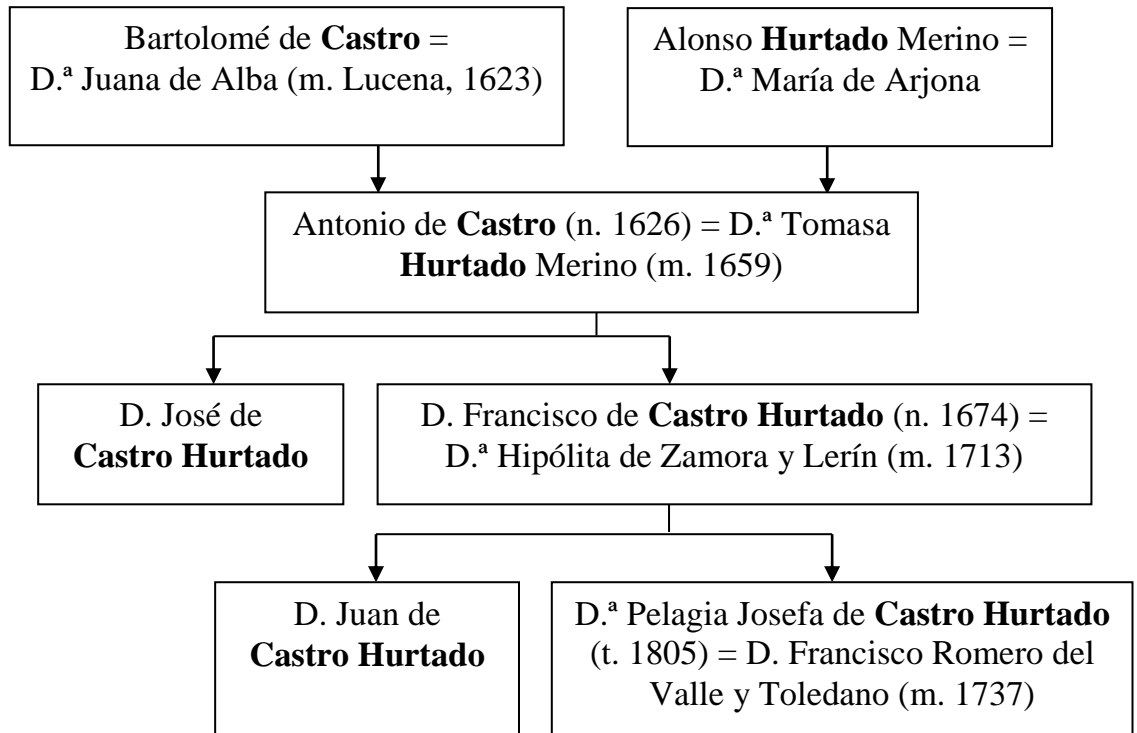 Bartolomé de Castro =
D.ª Juana de Alba (m. Lucena, 1623)
Alonso Hurtado Merino =
D.ª María de Arjona
Antonio de Castro (n. 1626) = D.ª Tomasa
Hurtado Merino (m. 1659)
D. José de
Castro Hurtado
D. Francisco de Castro Hurtado (n. 1674) =
D.ª Hipólita de Zamora y Lerín (m. 1713)
D. Juan de
Castro Hurtado
D.ª Pelagia Josefa de Castro Hurtado
(t. 1805) = D. Francisco Romero del
Valle y Toledano (m. 1737)